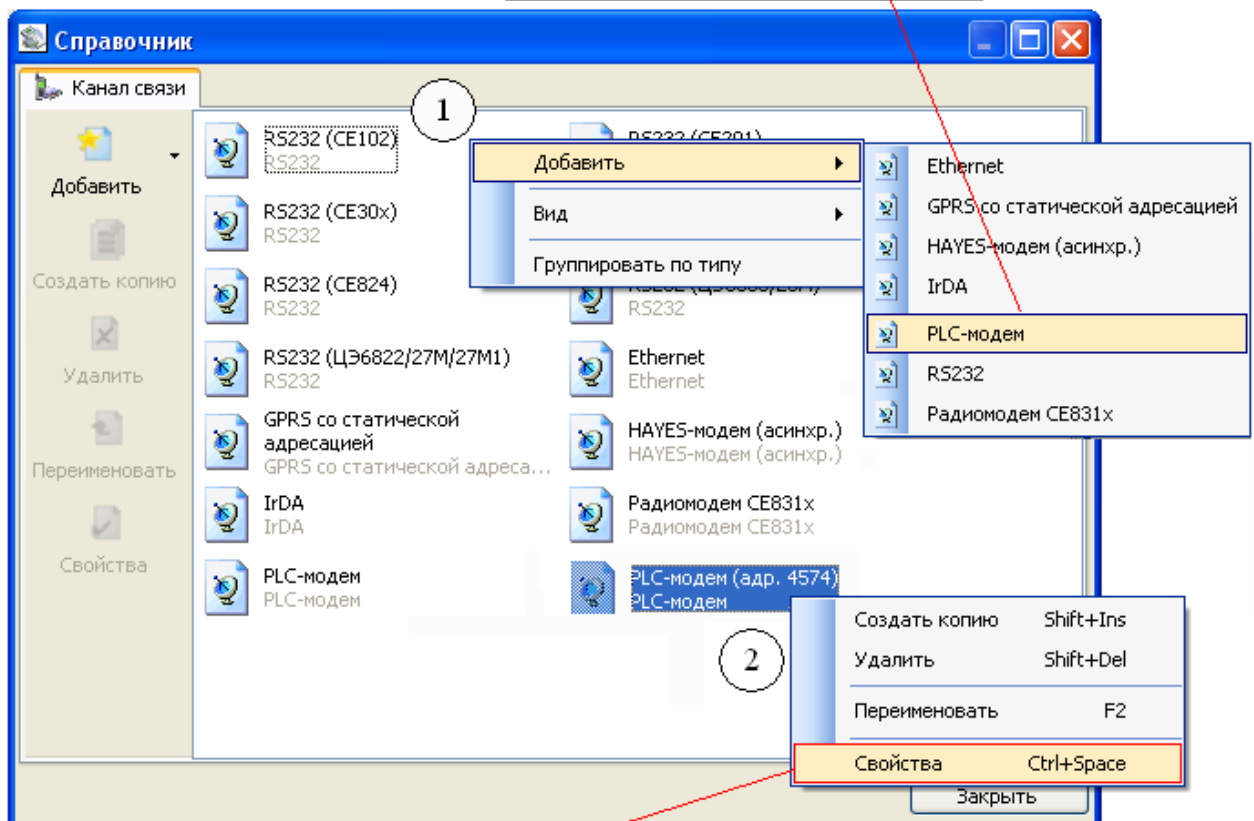 Справочник
Канал связи
Добавить
Создать копию
Удалить
Переименовать
Свойства
1
RS232 (CE102)
RS232
RS232 (CE201)
RS232 (CE30x)
RS232
RS232 (CE824)
RS232
RS232
RS232 (ЦЭ6822/27М/27М1)
RS232
Ethernet
Ethernet
GPRS со статической
адресацией
GPRS со статической адреса...
HAYES-модем (асинхр.)
HAYES-модем (асинхр.)
IrDA
IrDA
Радиомодем CE831x
Радиомодем CE831x
PLC-модем
PLC-модем
PLC-модем (адр. 4574)
PLC-модем
Добавить
Вид
Группировать по типу
Ethernet
GPRS со статической адресацией
HAYES-модем (асинхр.)
IrDA
PLC-модем
RS232
Радиомодем CE831x
2
Создать копию Shift+Ins
Удалить Shift+Del
Переименовать F2
Свойства Ctrl+Space
Закрыть